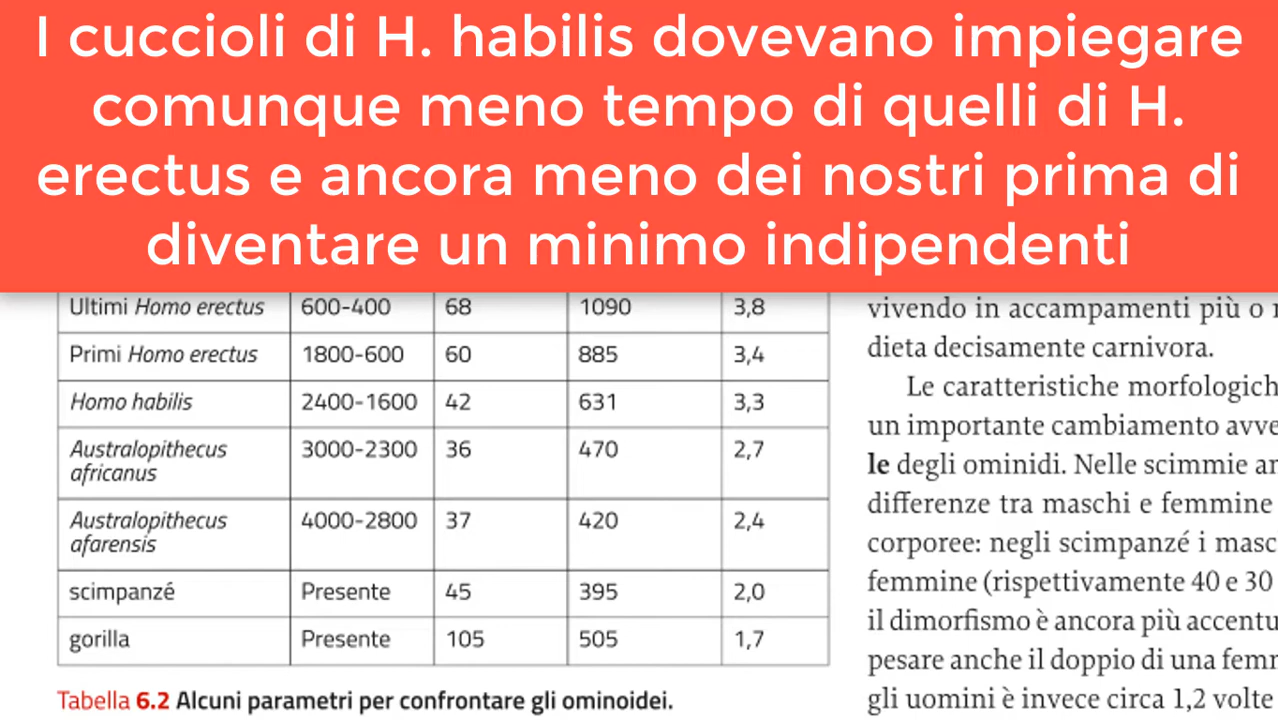 I cuccioli di H. habilis dovevano impiegare
comunque meno tempo di quelli di H.
erectus e ancora meno dei nostri prima di
diventare un minimo indipendenti
Ultimi Homo erectus 600-400 68 1090 3,8
Primi Homo erectus 1800-600 60 885 3,4
Homo habilis 2400-1600 42 631 3,3
Australopithecus africanus 3000-2300 36 470 2,7
Australopithecus afarensis 4000-2800 37 420 2,4
scimpanzé Presente 45 395 2,0
gorilla Presente 105 505 1,7
Tabella 6.2 Alcuni parametri per confrontare gli ominoidei.
vivendo in accampamenti più o
dieta decisamente carnivora.
Le caratteristiche morfologich
un importante cambiamento avve
le degli ominidi. Nelle scimmie an
differenze tra maschi e femmine
corporee: negli scimpanzé i masc
femmine (rispettivamente 40 e 30
il dimorfismo è ancora più accentu
pesare anche il doppio di una femm
gli uomini è invece circa 1,2 volte